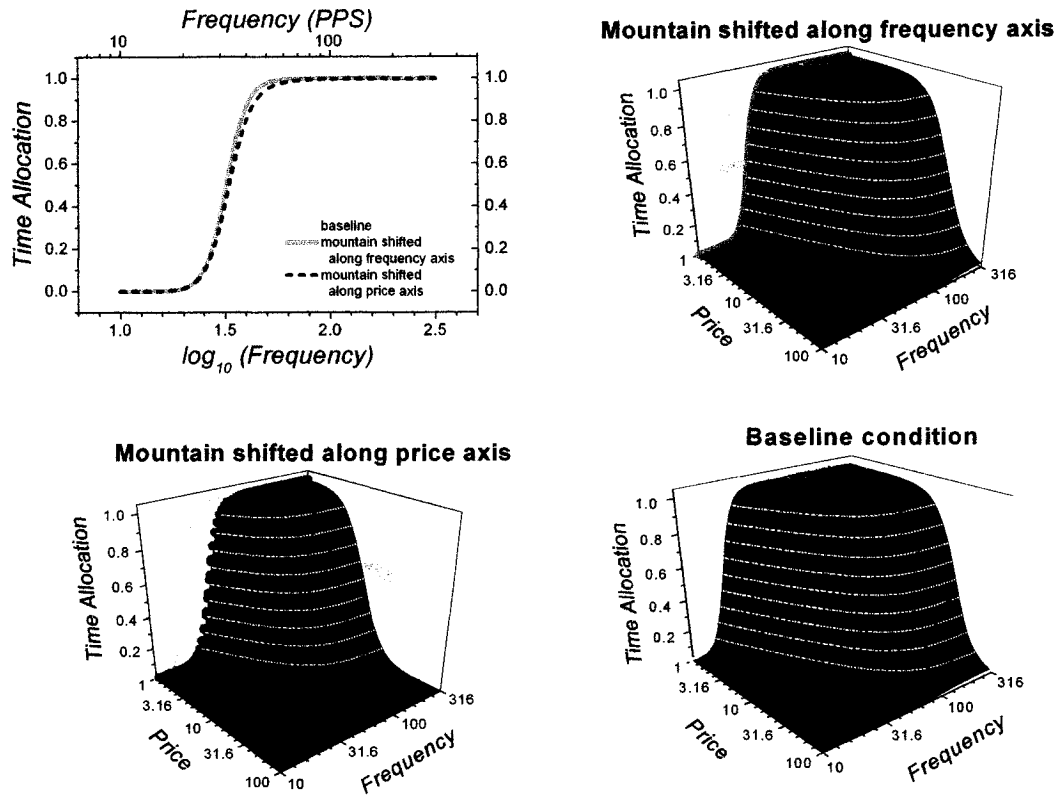 Frequency (PPS)
10 100
1.0 1.0
0.8 0.8
0.6 0.6
0.4 0.4
0.2 0.2
0.0 0.0
Time Allocation
baseline
mountain shifted
along frequency axis
mountain shifted
along price axis
1.0 1.5 2.0 2.5
log10 (Frequency)
Mountain shifted along frequency axis
1.0
0.8
0.6
0.4
0.2
Time Allocation
1
3.16
10
31.6
100
Price
10
31.6
100
316
Frequency
Mountain shifted along price axis
1.0
0.8
0.6
0.4
0.2
Time Allocation
1
3.16
10
31.6
100
Price
10
31.6
100
316
Frequency
Baseline condition
1.0
0.8
0.6
0.4
0.2
Time Allocation
1
3.16
10
31.6
100
Price
10
31.6
100
316
Frequency